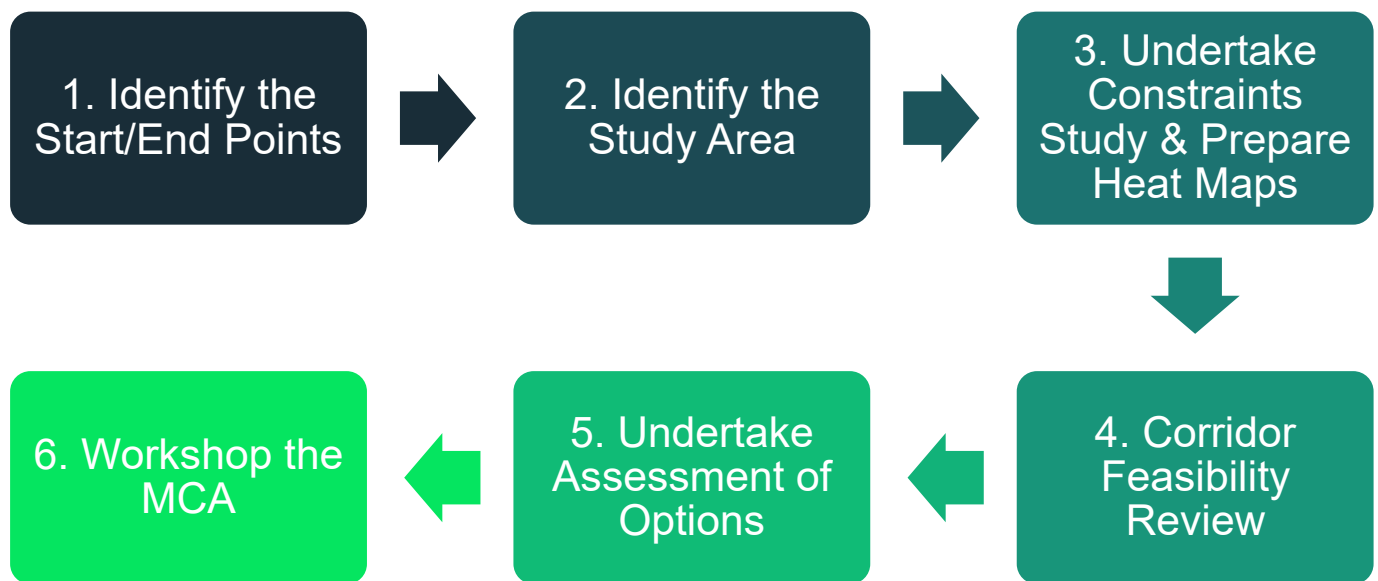 1. Identify the
Start/End Points
2. Identify the
Study Area
3. Undertake
Constraints
Study & Prepare
Heat Maps
4. Corridor
Feasibility
Review
5. Undertake
Assessment of
Options
6. Workshop the
MCA